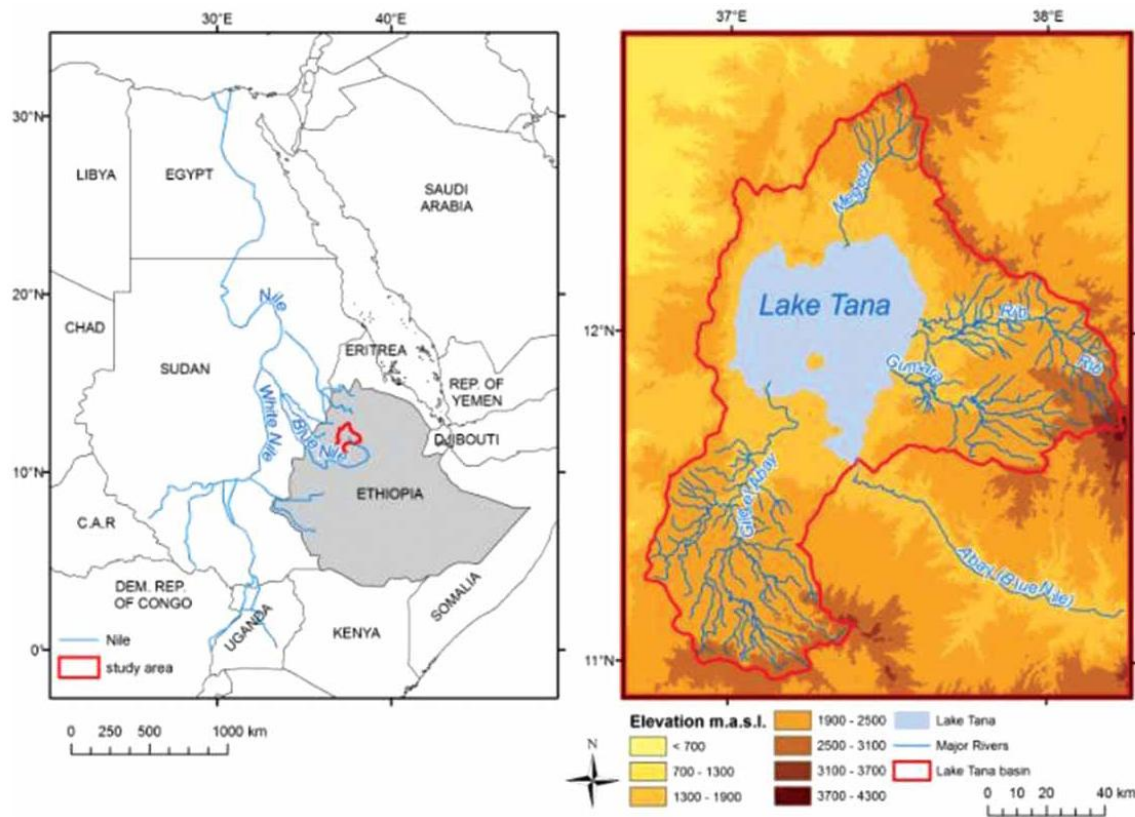 30°E
40°E
30°N
20°N
10°N
0°
LIBYA
EGYPT
SAUDI
ARABIA
CHAD
SUDAN
Nile
ERITREA
REP. OF
YEMEN
White Nile
Blue Nile
DJIBOUTI
ETHIOPIA
C.A.R
DEM. REP.
OF CONGO
UGANDA
KENYA
SOMALIA
Nile
study area
0 250 500 1000 km
37°E
38°E
12°N
11°N
Megech
Lake Tana
Rib
Rib
Gumara
Gilgel Abay
Abay (Blue Nile)
N
Elevation m.a.s.l.
< 700
700 - 1300
1300 - 1900
1900 - 2500
2500 - 3100
3100 - 3700
3700 - 4300
Lake Tana
Major Rivers
Lake Tana basin
0 10 20 40 km